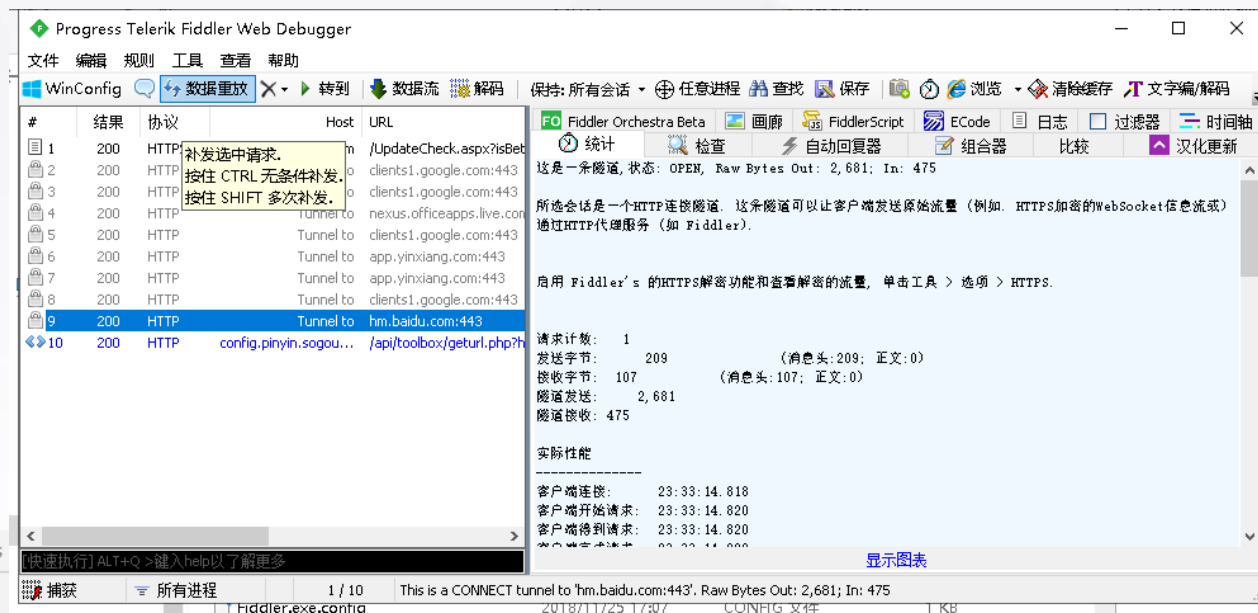 Progress Telerik Fiddler Web Debugger
文件 编辑 规则 工具 查看 帮助
WinConfig 数据重放 转到 数据流 解码 保持: 所有会话 任意进程 查找 保存 浏览 清除缓存 文字编/解码
# 结果 协议 Host URL
1 200 /UpdateCheck.aspx?isBet
2 200 HTTP clients1.google.com:443
3 200 HTTP clients1.google.com:443
4 200 HTTP Tunnel to nexus.officeapps.live.con
5 200 HTTP Tunnel to clients1.google.com:443
6 200 HTTP Tunnel to app.yinxiang.com:443
7 200 HTTP Tunnel to app.yinxiang.com:443
8 200 HTTP Tunnel to clients1.google.com:443
9 200 HTTP Tunnel to hm.baidu.com:443
10 200 HTTP config.pinyin.sogou... /api/toolbox/geturl.php?h
补发选中请求.
按住 CTRL 无条件补发.
按住 SHIFT 多次补发.
[快速执行] ALT+Q >键入help以了解更多
FO Fiddler Orchestra Beta 画廊 FiddlerScript ECode 日志 过滤器 时间轴
统计 检查 自动回复器 组合器 比较 汉化更新
这是一条隧道,状态: OPEN, Raw Bytes Out: 2,681; In: 475
所选会话是一个HTTP连接隧道. 这条隧道可以让客户端发送原始流量 (例如. HTTPS加密的WebSocket信息流或)
通过HTTP代理服务 (如 Fiddler).
启用 Fiddler's 的HTTPS解密功能和查看解密的流量, 单击工具 > 选项 > HTTPS.
请求计数: 1
发送字节: 209 (消息头:209; 正文:0)
接收字节: 107 (消息头:107; 正文:0)
隧道发送: 2,681
隧道接收: 475
实际性能
--------------
客户端连接: 23:33:14.818
客户端开始请求: 23:33:14.820
客户端得到请求: 23:33:14.820
显示图表
捕获 所有进程 1 / 10 This is a CONNECT tunnel to 'hm.baidu.com:443'. Raw Bytes Out: 2,681; In: 475
Fiddler.exe.config 2018/11/25 17:07 CONFIG 文件 1 KB